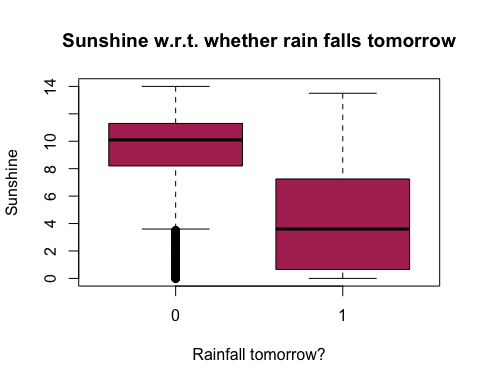 Sunshine w.r.t. whether rain falls tomorrow
Sunshine
14
10
8
6
4
2
0
0 1
Rainfall tomorrow?